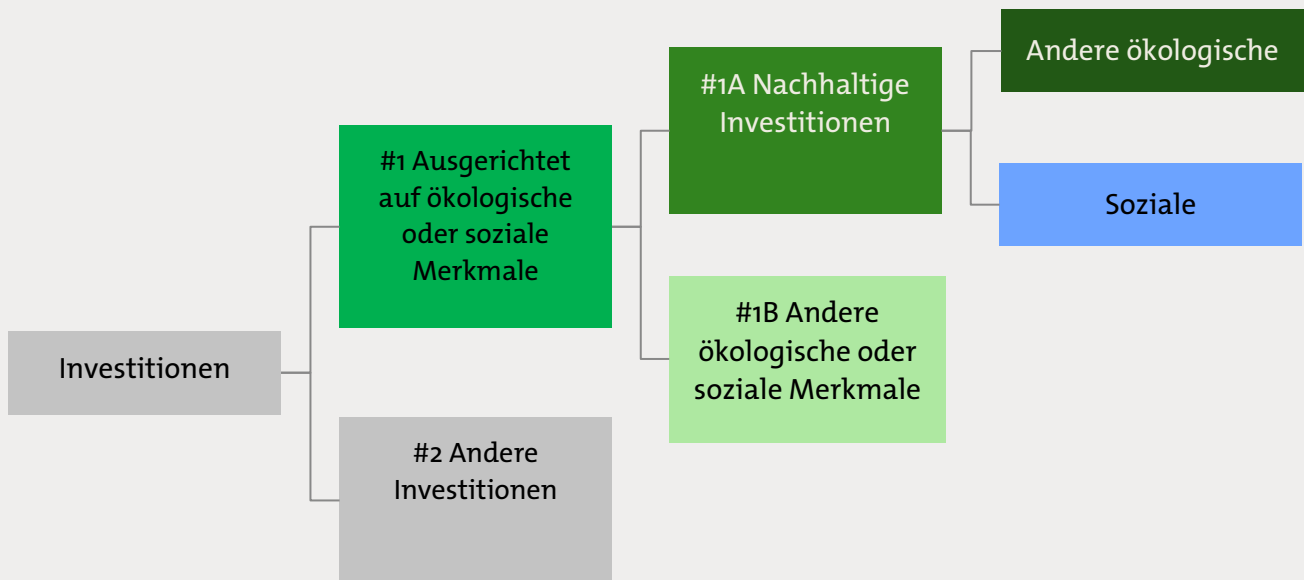 Investitionen
#1 Ausgerichtet
auf ökologische
oder soziale
Merkmale
#2 Andere
Investitionen
#1A Nachhaltige
Investitionen
#1B Andere
ökologische oder
soziale Merkmale
Andere ökologische
Soziale